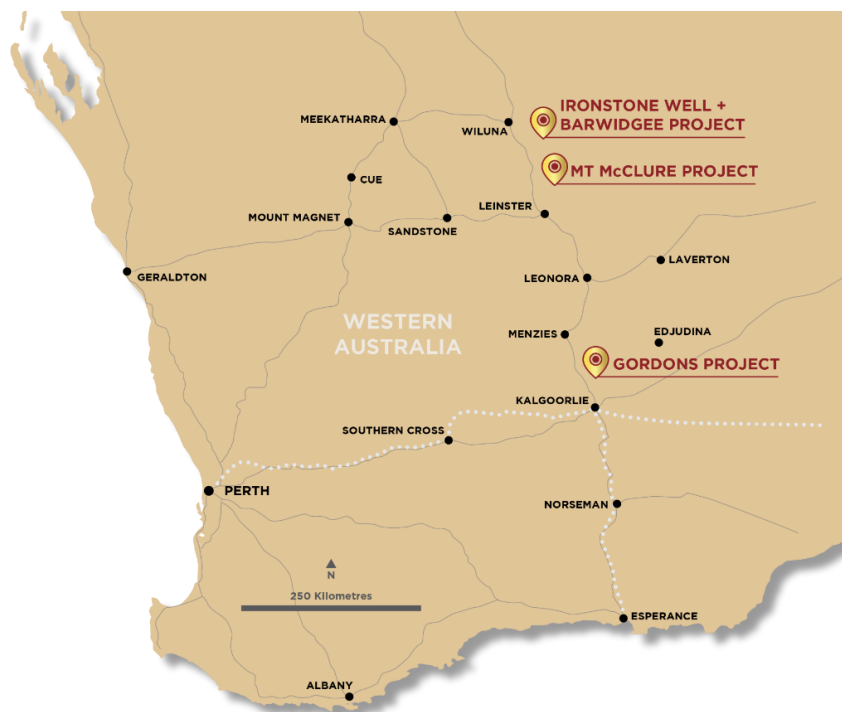 IRONSTONE WELL +
BARWIDGEE PROJECT
MEEKATHARRA
WILUNA
MT McCLURE PROJECT
CUE
LEINSTER
MOUNT MAGNET
SANDSTONE
LAVERTON
GERALDTON
LEONORA
WESTERN
AUSTRALIA
MENZIES
EDJUDINA
GORDONS PROJECT
KALGOORLIE
SOUTHERN CROSS
PERTH
NORSEMAN
N
250 Kilometres
ESPERANCE
ALBANY